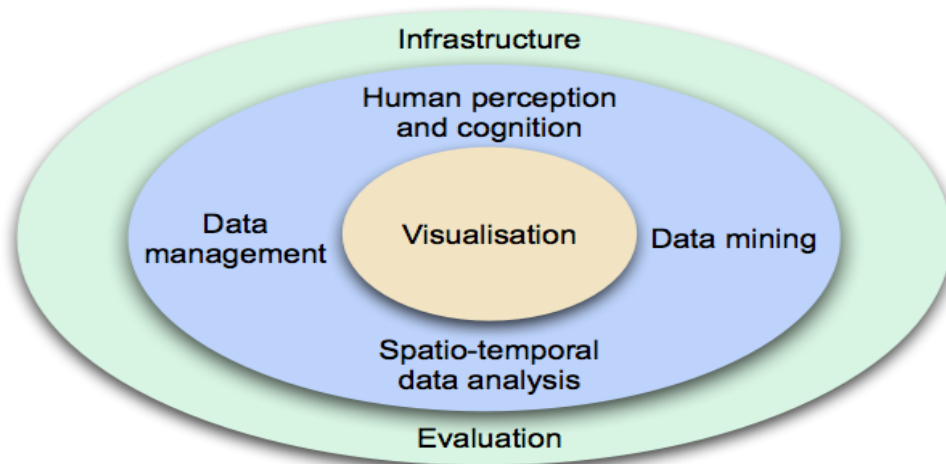 Infrastructure
Human perception
and cognition
Data
management
Visualisation
Data mining
Spatio-temporal
data analysis
Evaluation